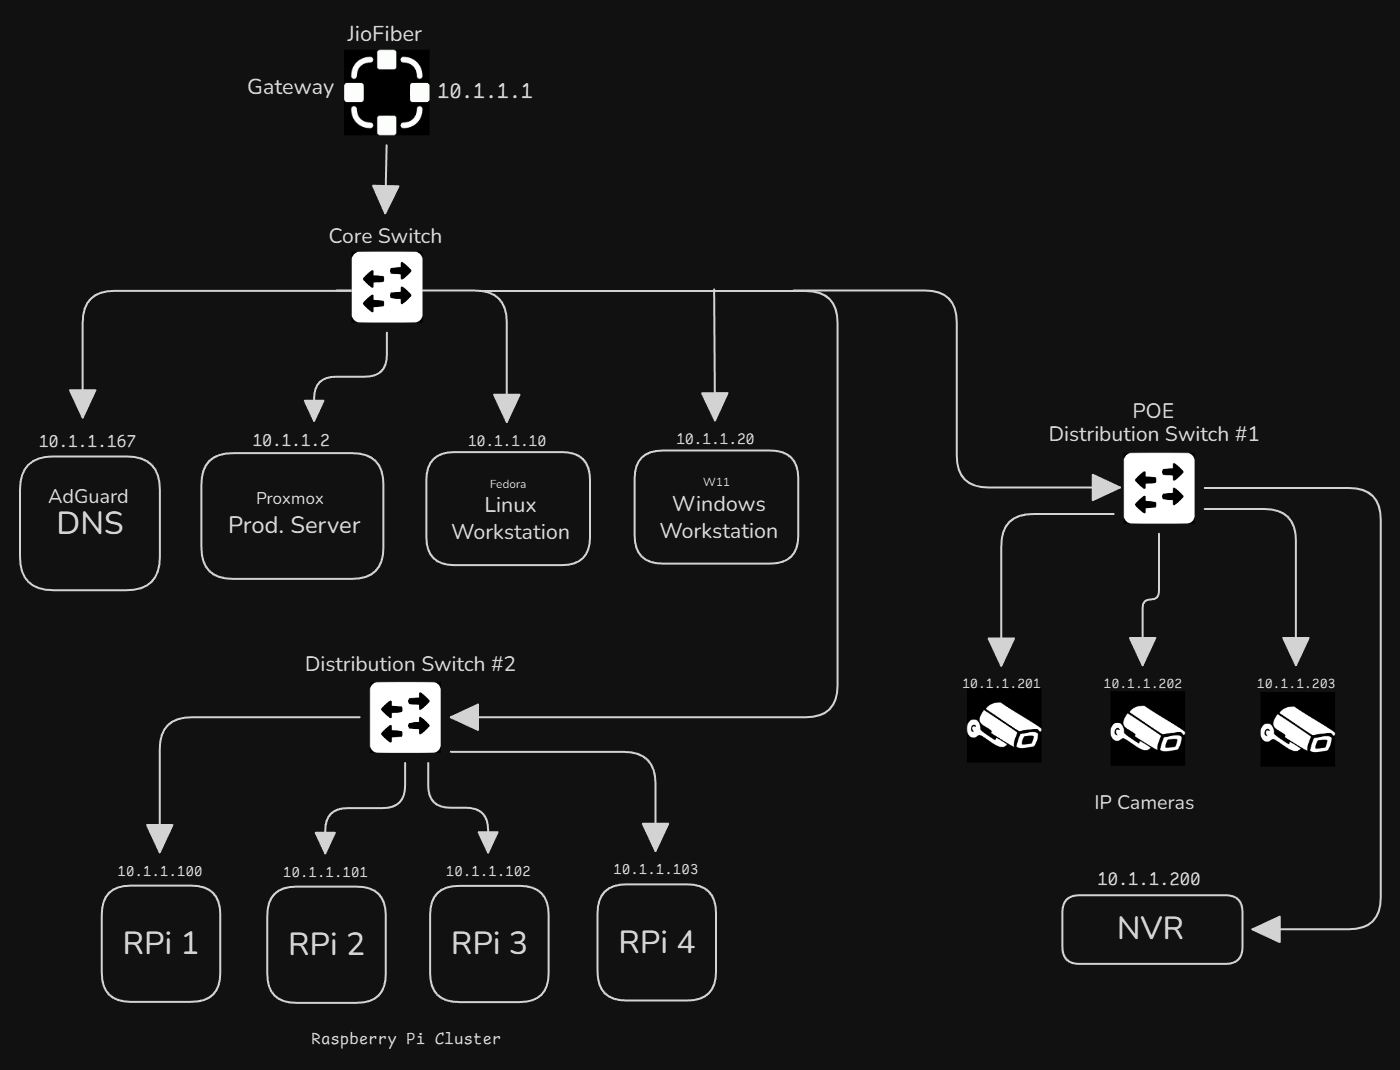 JioFiber
Gateway
10.1.1.1
Core Switch
10.1.1.167
AdGuard
DNS
10.1.1.2
Proxmox
Prod. Server
10.1.1.10
Fedora
Linux
Workstation
10.1.1.20
W11
Windows
Workstation
POE
Distribution Switch #1
10.1.1.201
10.1.1.202
10.1.1.203
IP Cameras
10.1.1.200
NVR
Distribution Switch #2
10.1.1.100
RPi 1
10.1.1.101
RPi 2
10.1.1.102
RPi 3
10.1.1.103
RPi 4
Raspberry Pi Cluster